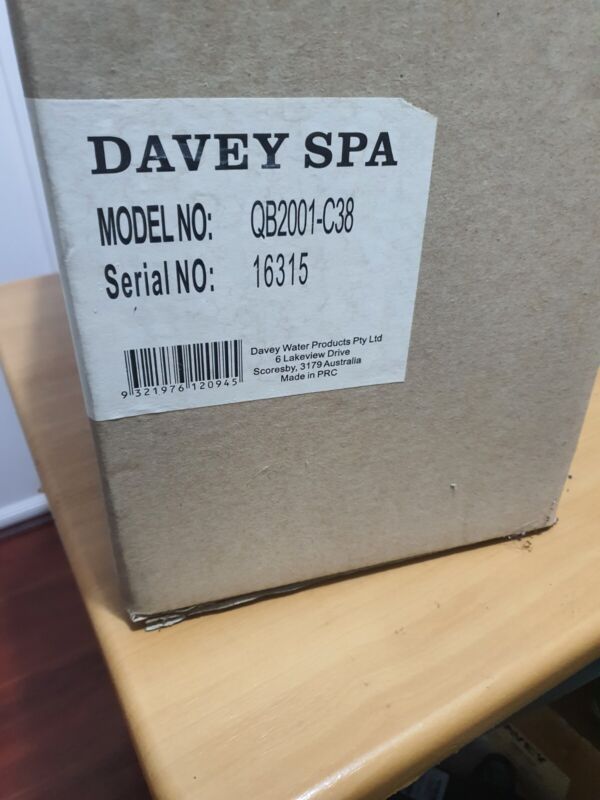 DAVEY SPA
MODEL NO: QB2001-C38
Serial NO: 16315
Davey Water Products Pty Ltd
6 Lakeview Drive
Scoresby, 3179 Australia
Made in PRC
9 321976 120945